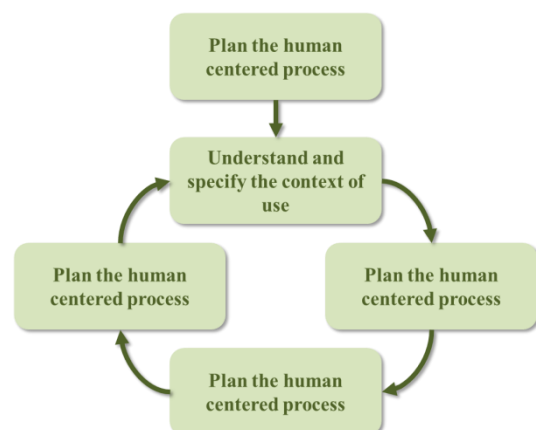 Plan the human
centered process
Understand and
specify the context of
use
Plan the human
centered process
Plan the human
centered process
Plan the human
centered process